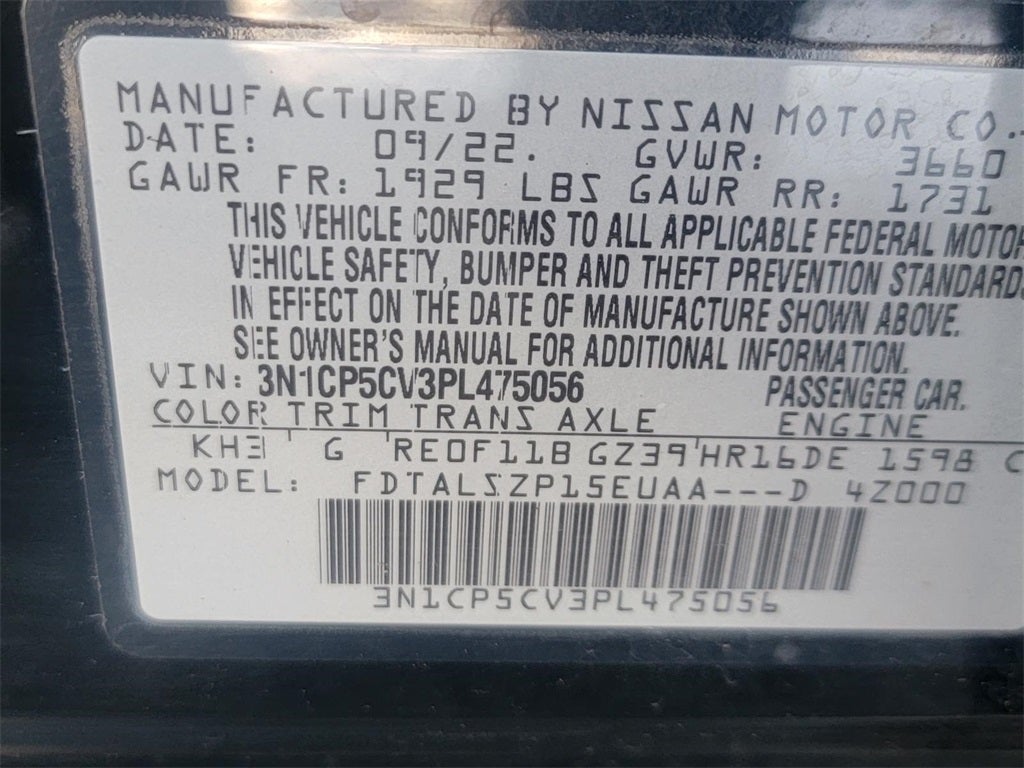 MANUFACTURED BY NISSAN MOTOR CO.
DATE: 09/22. GVWR: 3660
GAWR FR: 1929 LBS GAWR RR: 1731
THIS VEHICLE CONFORMS TO ALL APPLICABLE FEDERAL MOTOR
VEHICLE SAFETY, BUMPER AND THEFT PREVENTION STANDARDS
IN EFFECT ON THE DATE OF MANUFACTURE SHOWN ABOVE.
SEE OWNER'S MANUAL FOR ADDITIONAL INFORMATION.
VIN: 3N1CP5CV3PL475056 PASSENGER CAR.
COLOR TRIM TRANS AXLE ENGINE
KH3 G RE0F11B GZ39 HR16DE 1598 C
MODEL: FDTALSZP15EUAA---D 4Z000
3N1CP5CV3PL475056